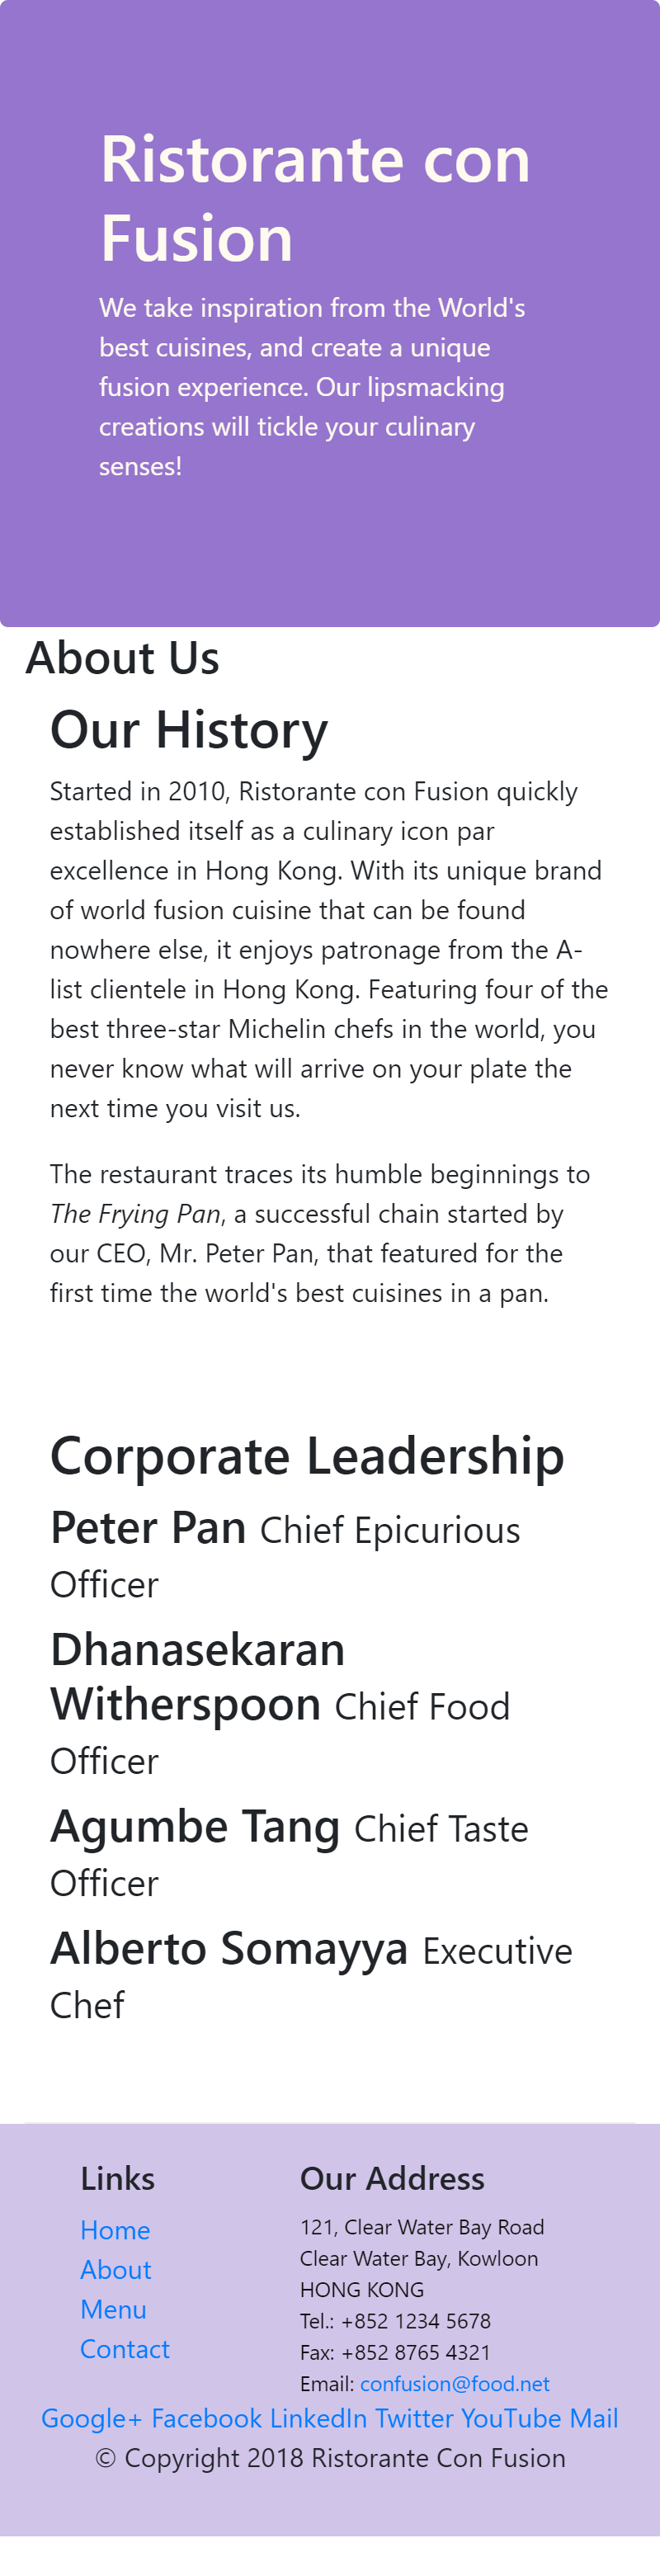 Ristorante con
Fusion
We take inspiration from the World's
best cuisines, and create a unique
fusion experience. Our lipsmacking
creations will tickle your culinary
senses!
About Us
Our History
Started in 2010, Ristorante con Fusion quickly
established itself as a culinary icon par
excellence in Hong Kong. With its unique brand
of world fusion cuisine that can be found
nowhere else, it enjoys patronage from the A-
list clientele in Hong Kong. Featuring four of the
best three-star Michelin chefs in the world, you
never know what will arrive on your plate the
next time you visit us.
The restaurant traces its humble beginnings to
The Frying Pan, a successful chain started by
our CEO, Mr. Peter Pan, that featured for the
first time the world's best cuisines in a pan.
Corporate Leadership
Peter Pan Chief Epicurious
Officer
Dhanasekaran
Witherspoon Chief Food
Officer
Agumbe Tang Chief Taste
Officer
Alberto Somayya Executive
Chef
Links
Home
About
Menu
Contact
Our Address
121, Clear Water Bay Road
Clear Water Bay, Kowloon
HONG KONG
Tel.: +852 1234 5678
Fax: +852 8765 4321
Email: confusion@food.net
Google+ Facebook LinkedIn Twitter YouTube Mail
© Copyright 2018 Ristorante Con Fusion